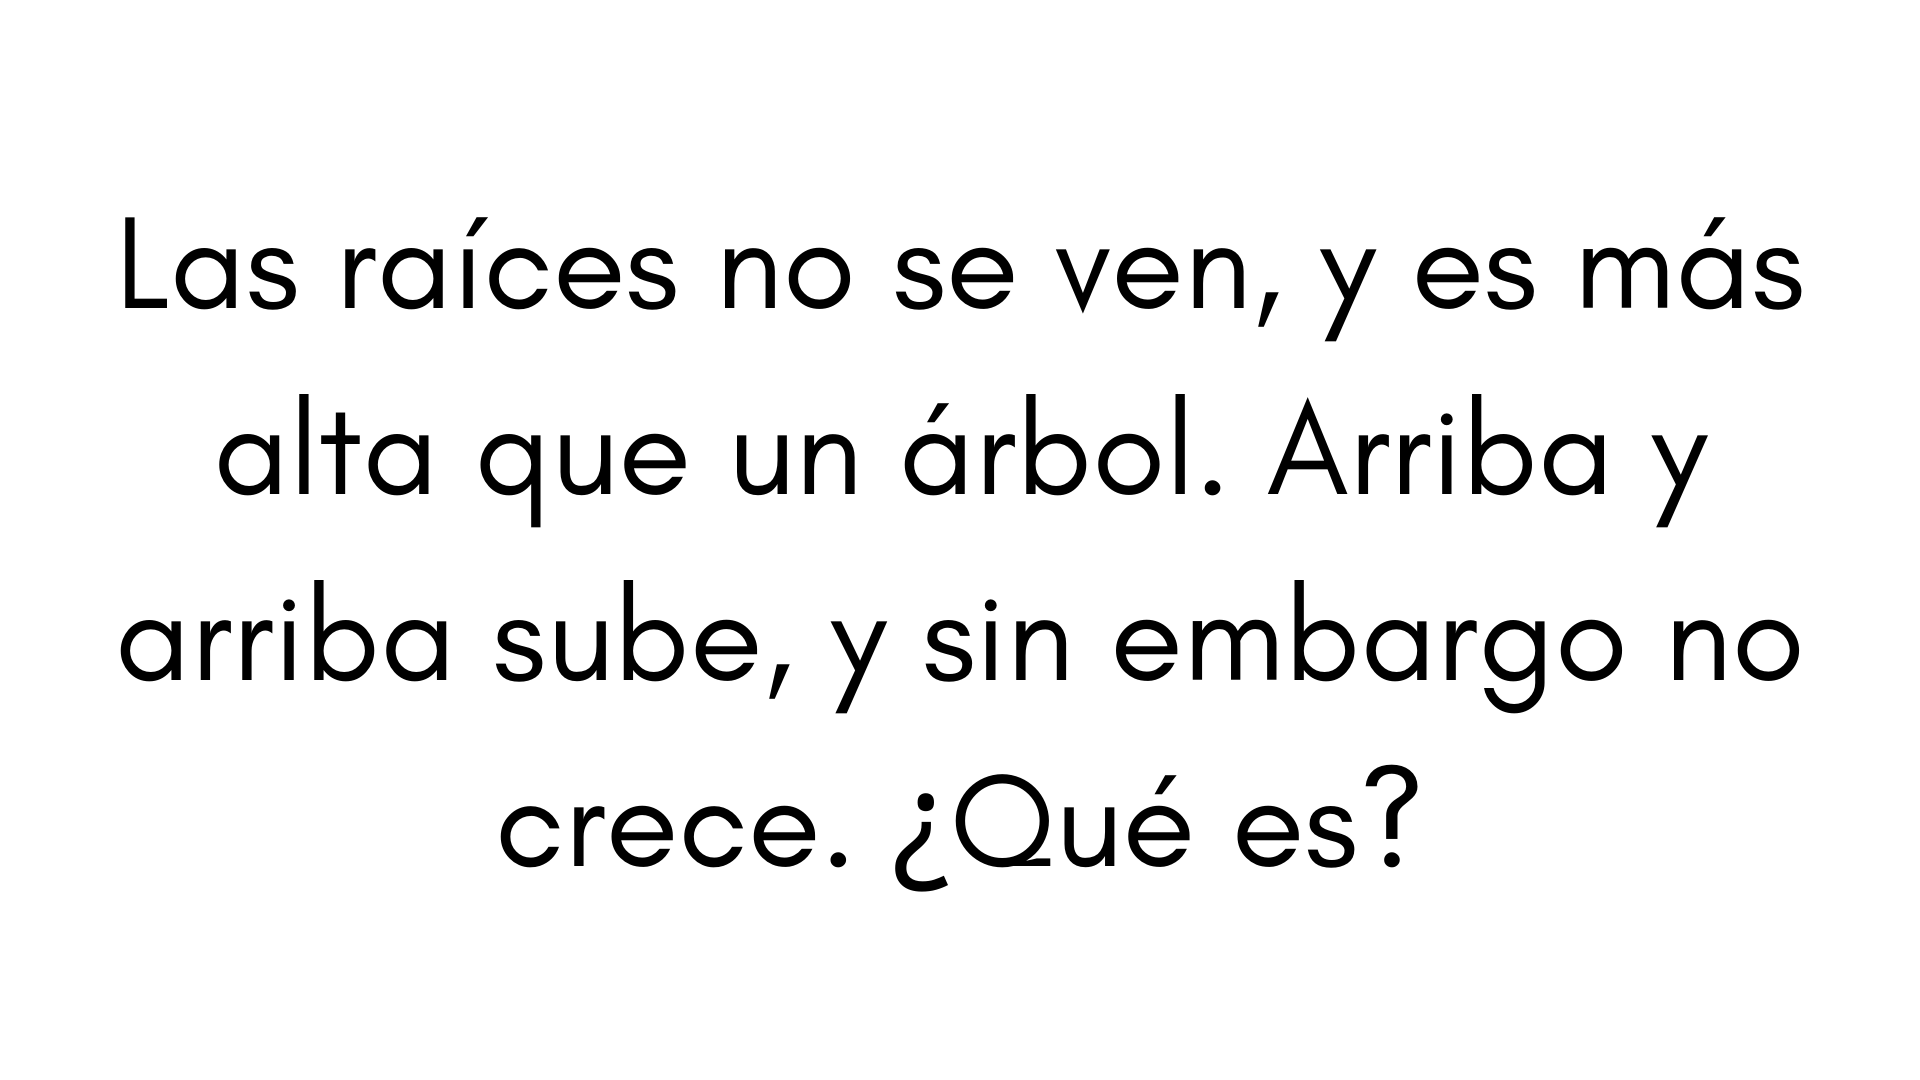 Las raíces no se ven, y es más
alta que un árbol. Arriba y
arriba sube, y sin embargo no
crece. ¿Qué es?